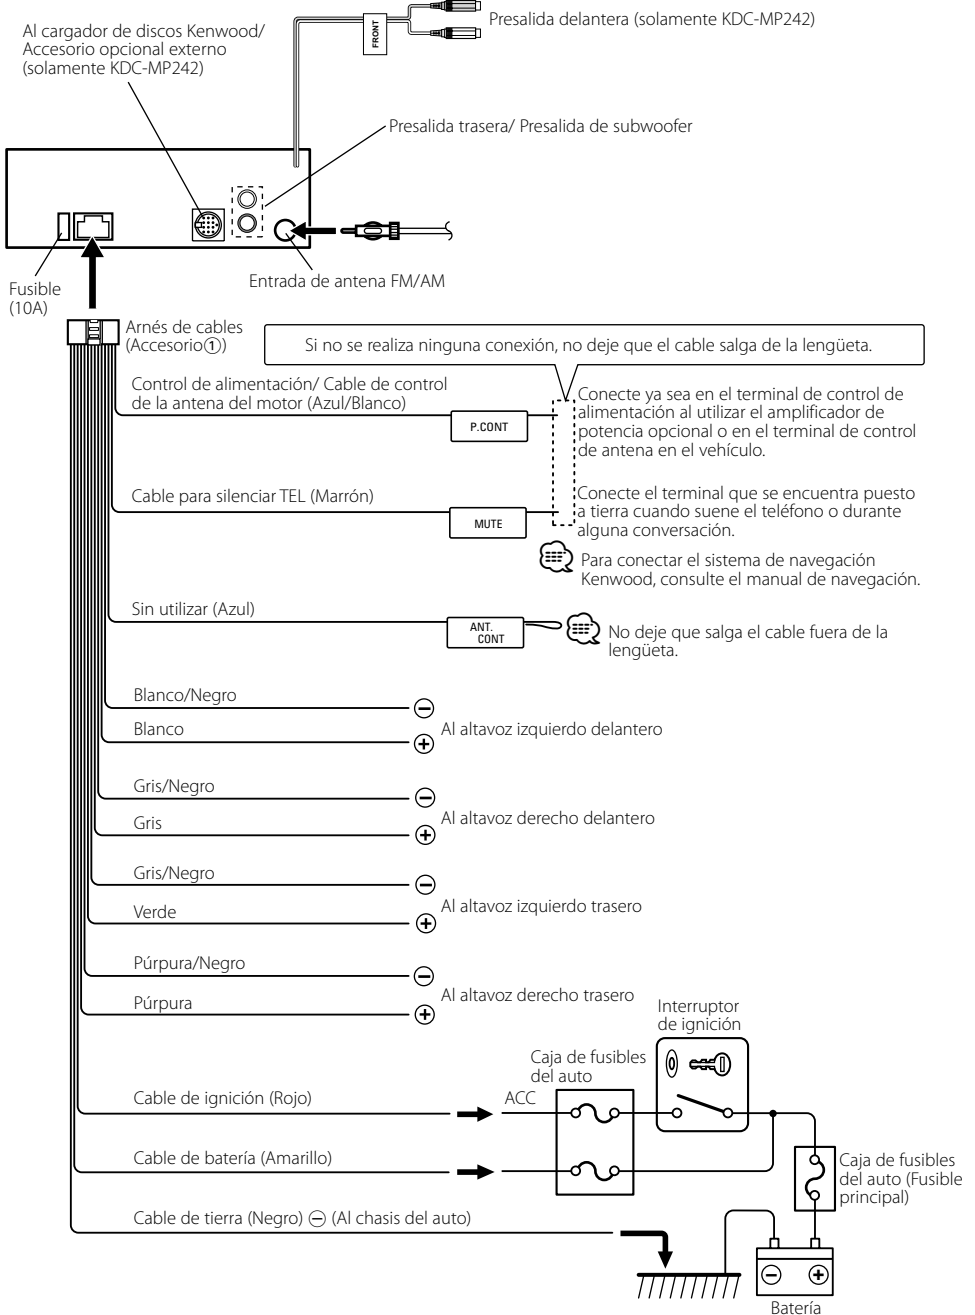 Presalida delantera (solamente KDC-MP242)
FRONT
Al cargador de discos Kenwood/
Accesorio opcional externo
(solamente KDC-MP242)
Presalida trasera/ Presalida de subwoofer
Entrada de antena FM/AM
Fusible
(10A)
Arnés de cables
(Accesorio①)
Si no se realiza ninguna conexión, no deje que el cable salga de la lengüeta.
Control de alimentación/ Cable de control
de la antena del motor (Azul/Blanco)
P.CONT
Conecte ya sea en el terminal de control de
alimentación al utilizar el amplificador de
potencia opcional o en el terminal de control
de antena en el vehículo.
Cable para silenciar TEL (Marrón)
MUTE
Conecte el terminal que se encuentra puesto
a tierra cuando suene el teléfono o durante
alguna conversación.
Para conectar el sistema de navegación
Kenwood, consulte el manual de navegación.
Sin utilizar (Azul)
ANT.
CONT
No deje que salga el cable fuera de la
lengüeta.
Blanco/Negro
⊖
Blanco
⊕
Al altavoz izquierdo delantero
Gris/Negro
⊖
Gris
⊕
Al altavoz derecho delantero
Gris/Negro
⊖
Verde
⊕
Al altavoz izquierdo trasero
Púrpura/Negro
⊖
Púrpura
⊕
Al altavoz derecho trasero
Interruptor
de ignición
Caja de fusibles
del auto
Cable de ignición (Rojo)
ACC
Cable de batería (Amarillo)
Caja de fusibles
del auto (Fusible
principal)
Cable de tierra (Negro) ⊖ (Al chasis del auto)
⊖ ⊕
Batería